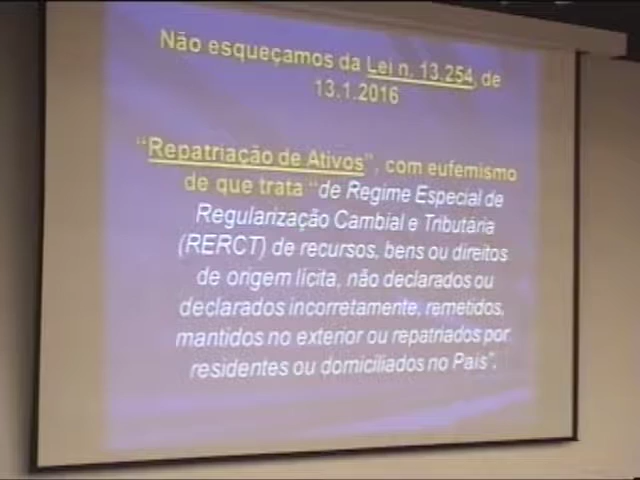 Não esqueçamos da Lei n. 13.254, de
13.1.2016
"Repatriação de Ativos", com eufemismo
de que trata "de Regime Especial de
Regularização Cambial e Tributária
(RERCT) de recursos, bens ou direitos
de origem lícita, não declarados ou
declarados incorretamente, remetidos,
mantidos no exterior ou repatriados por
residentes ou domiciliados no País".